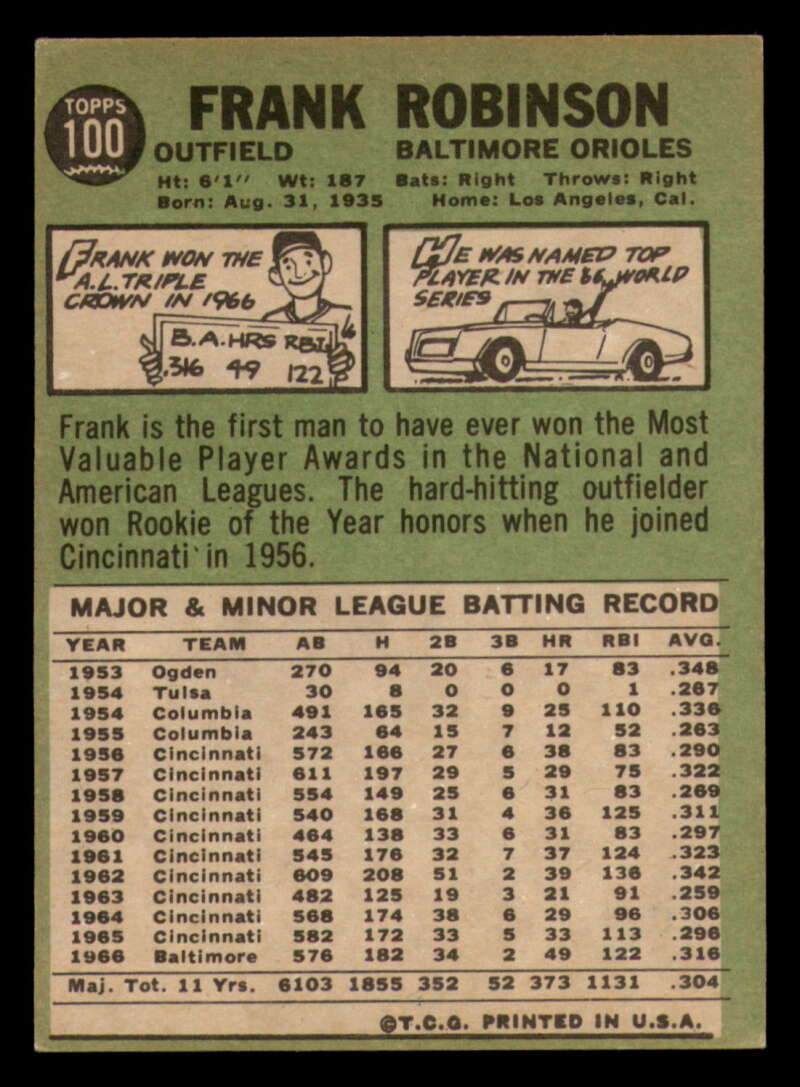 TOPPS
100
FRANK ROBINSON
OUTFIELD BALTIMORE ORIOLES
Ht: 6'1" Wt: 187 Bats: Right Throws: Right
Born: Aug. 31, 1935 Home: Los Angeles, Cal.
FRANK WON THE
A.L. TRIPLE
CROWN IN 1966
B.A. HRS RBI
.316 49 122
HE WAS NAMED TOP
PLAYER IN THE '66 WORLD
SERIES
Frank is the first man to have ever won the Most
Valuable Player Awards in the National and
American Leagues. The hard-hitting outfielder
won Rookie of the Year honors when he joined
Cincinnati in 1956.
MAJOR & MINOR LEAGUE BATTING RECORD
YEAR TEAM AB H 2B 3B HR RBI AVG.
1953 Ogden 270 94 20 6 17 83 .348
1954 Tulsa 30 8 0 0 0 1 .267
1954 Columbia 491 165 32 9 25 110 .336
1955 Columbia 243 64 15 7 12 52 .263
1956 Cincinnati 572 166 27 6 38 83 .290
1957 Cincinnati 611 197 29 5 29 75 .322
1958 Cincinnati 554 149 25 6 31 83 .269
1959 Cincinnati 540 168 31 4 36 125 .311
1960 Cincinnati 464 138 33 6 31 83 .297
1961 Cincinnati 545 176 32 7 37 124 .323
1962 Cincinnati 609 208 51 2 39 136 .342
1963 Cincinnati 482 125 19 3 21 91 .259
1964 Cincinnati 568 174 38 6 29 96 .306
1965 Cincinnati 582 172 33 5 33 113 .296
1966 Baltimore 576 182 34 2 49 122 .316
Maj. Tot. 11 Yrs. 6103 1855 352 52 373 1131 .304
©T.C.G. PRINTED IN U.S.A.